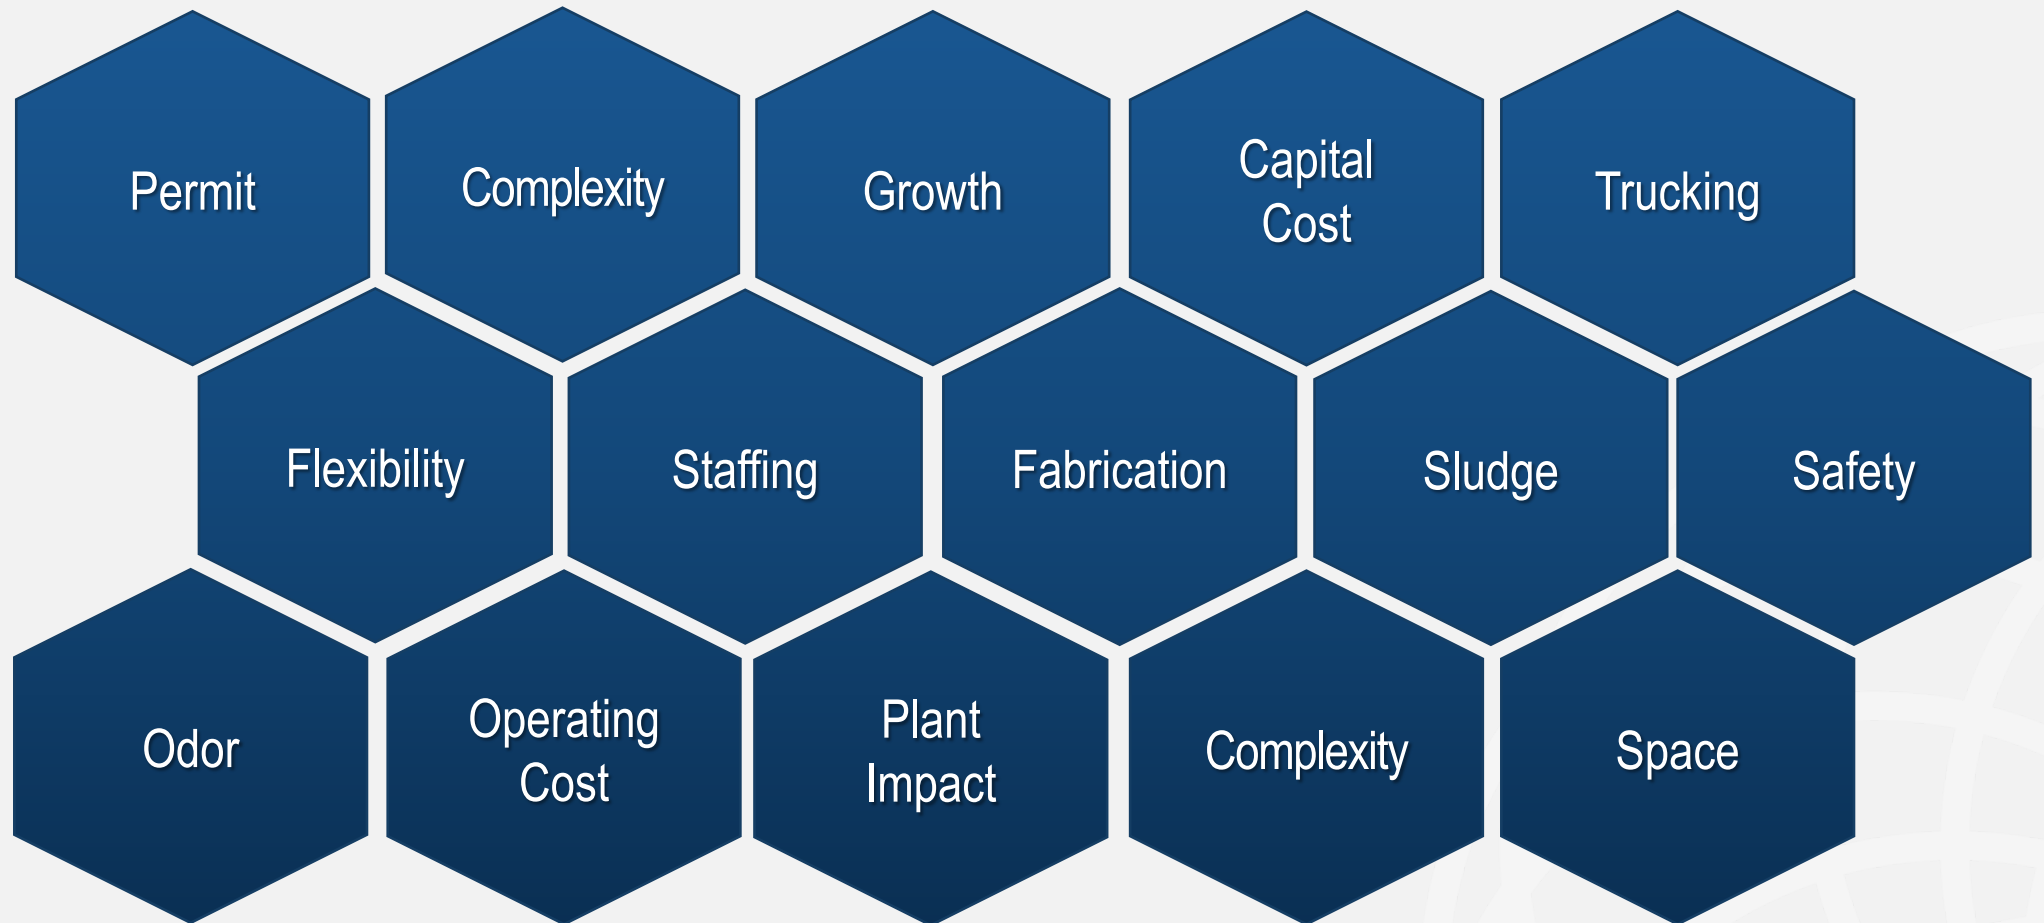 Permit
Complexity
Growth
Capital
Cost
Trucking
Flexibility
Staffing
Fabrication
Sludge
Safety
Odor
Operating
Cost
Plant
Impact
Complexity
Space